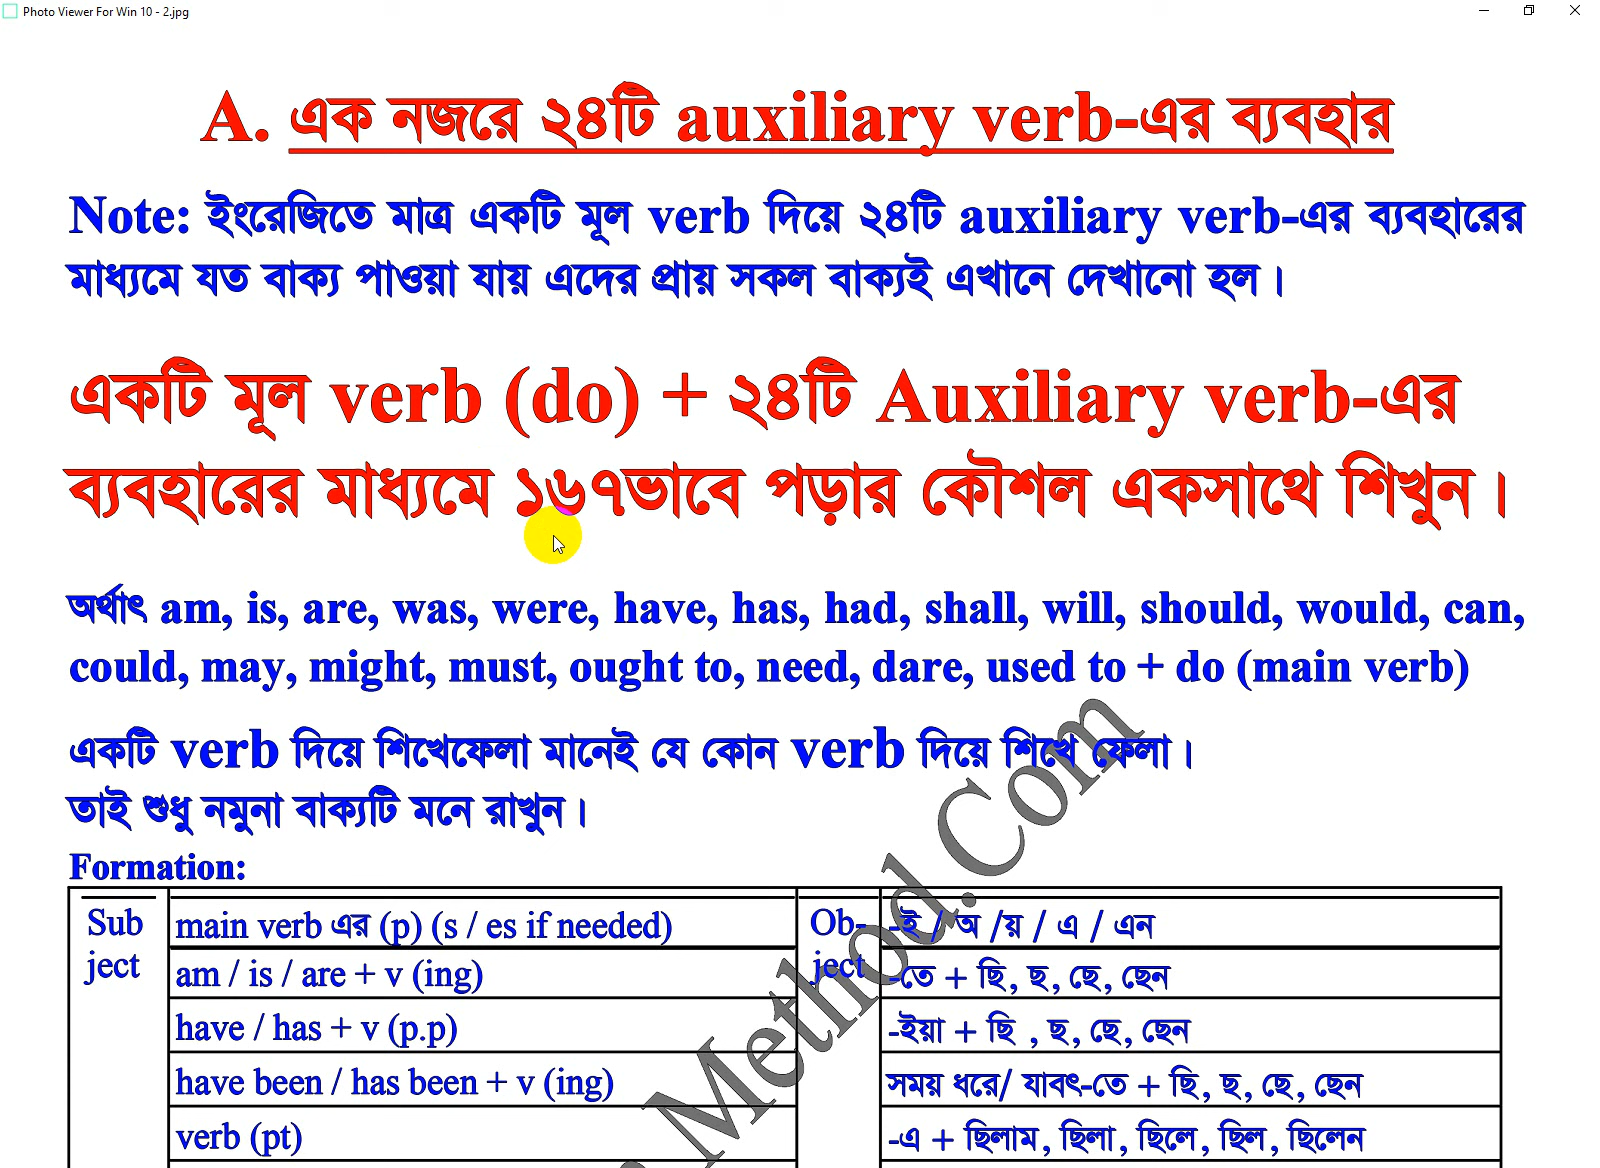 Photo Viewer For Win 10 - 2.jpg
A. এক নজরে ২৪টি auxiliary verb-এর ব্যবহার
Note: ইংরেজিতে মাত্র একটি মূল verb দিয়ে ২৪টি auxiliary verb-এর ব্যবহারের
মাধ্যমে যত বাক্য পাওয়া যায় এদের প্রায় সকল বাক্যই এখানে দেখানো হল।
একটি মূল verb (do) + ২৪টি Auxiliary verb-এর
ব্যবহারের মাধ্যমে ১৬৭ভাবে পড়ার কৌশল একসাথে শিখুন।
অর্থাৎ am, is, are, was, were, have, has, had, shall, will, should, would, can,
could, may, might, must, ought to, need, dare, used to + do (main verb)
একটি verb দিয়ে শিখেফেলা মানেই যে কোন verb দিয়ে শিখে ফেলা।
তাই শুধু নমুনা বাক্যটি মনে রাখুন।
Formation:
Sub main verb এর (p) (s / es if needed) Ob- -ই / অ /য় / এ / এন
ject am / is / are + v (ing) ject -তে + ছি, ছ, ছে, ছেন
have / has + v (p.p) -ইয়া + ছি , ছ, ছে, ছেন
have been / has been + v (ing) সময় ধরে/ যাবৎ-তে + ছি, ছ, ছে, ছেন
verb (pt) -এ + ছিলাম, ছিলা, ছিলে, ছিল, ছিলেন
Method.Com